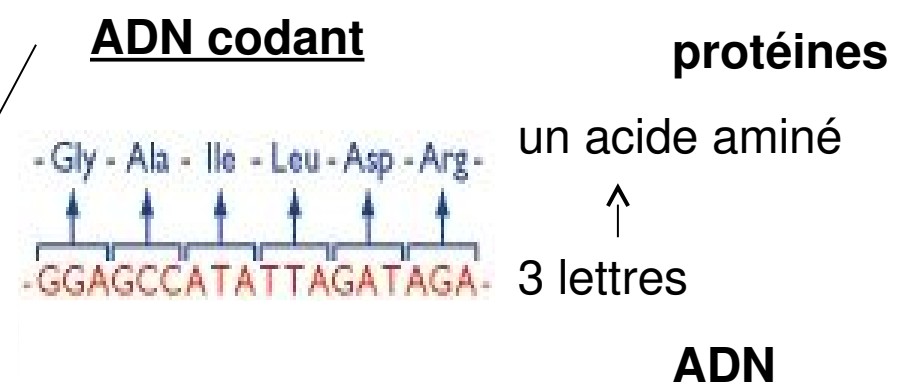 ADN codant
protéines
un acide aminé
- Gly - Ala - Ile - Leu - Asp - Arg -
-GGAGCCATATTAGATAGA-
3 lettres
ADN